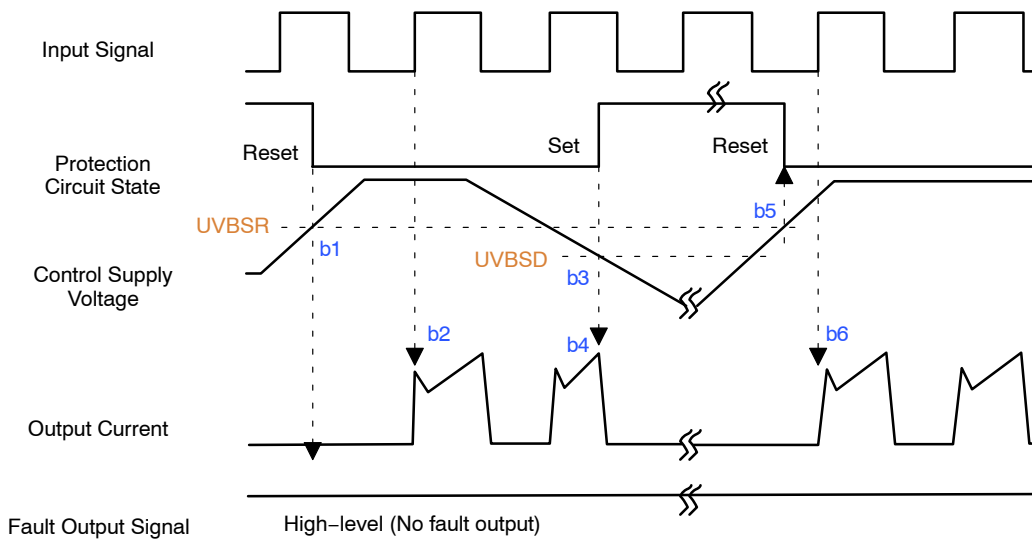 Input Signal
Reset
Set
Reset
Protection
Circuit State
UVBSR
b5
b1
UVBSD
b3
Control Supply
Voltage
b2
b4
b6
Output Current
Fault Output Signal
High−level (No fault output)